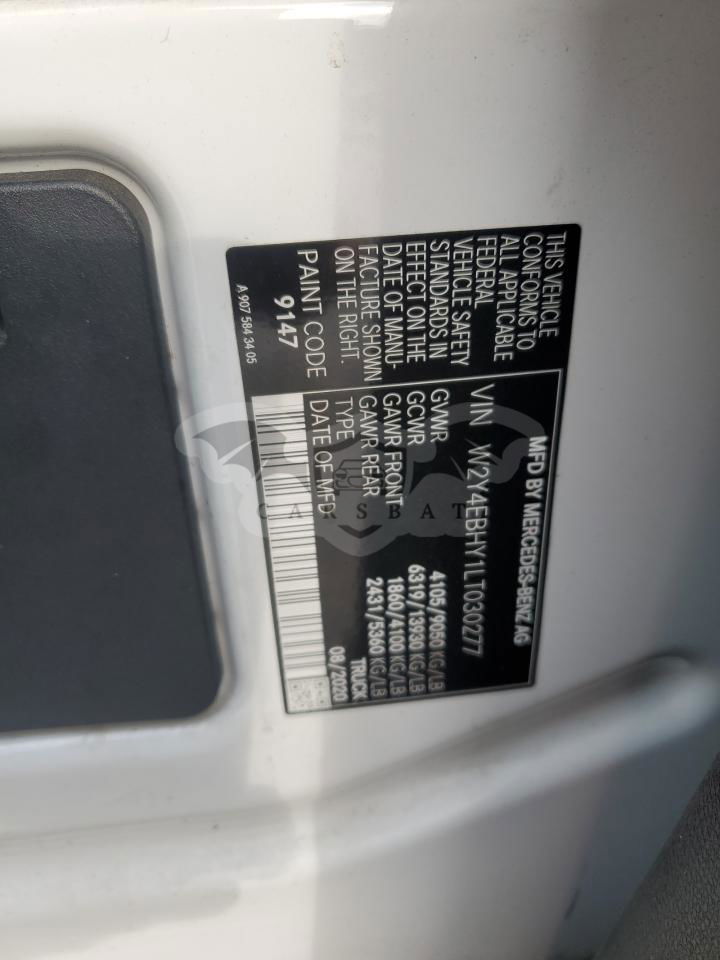 THIS VEHICLE
CONFORMS TO
ALL APPLICABLE
FEDERAL
VEHICLE SAFETY
STANDARDS IN
EFFECT ON THE
DATE OF MANU-
FACTURE SHOWN
ON THE RIGHT.
PAINT CODE
9147
A 907 584 34 05
MFD BY MERCEDES-BENZ AG
VIN W2Y4EBHY1LT030277
GVWR 4105/9050 KG/LB
GCWR 6319/13930 KG/LB
GAWR FRONT 1860/4100 KG/LB
GAWR REAR 2431/5360 KG/LB
TYPE TRUCK
DATE OF MFD 08/2020
CARSBAT